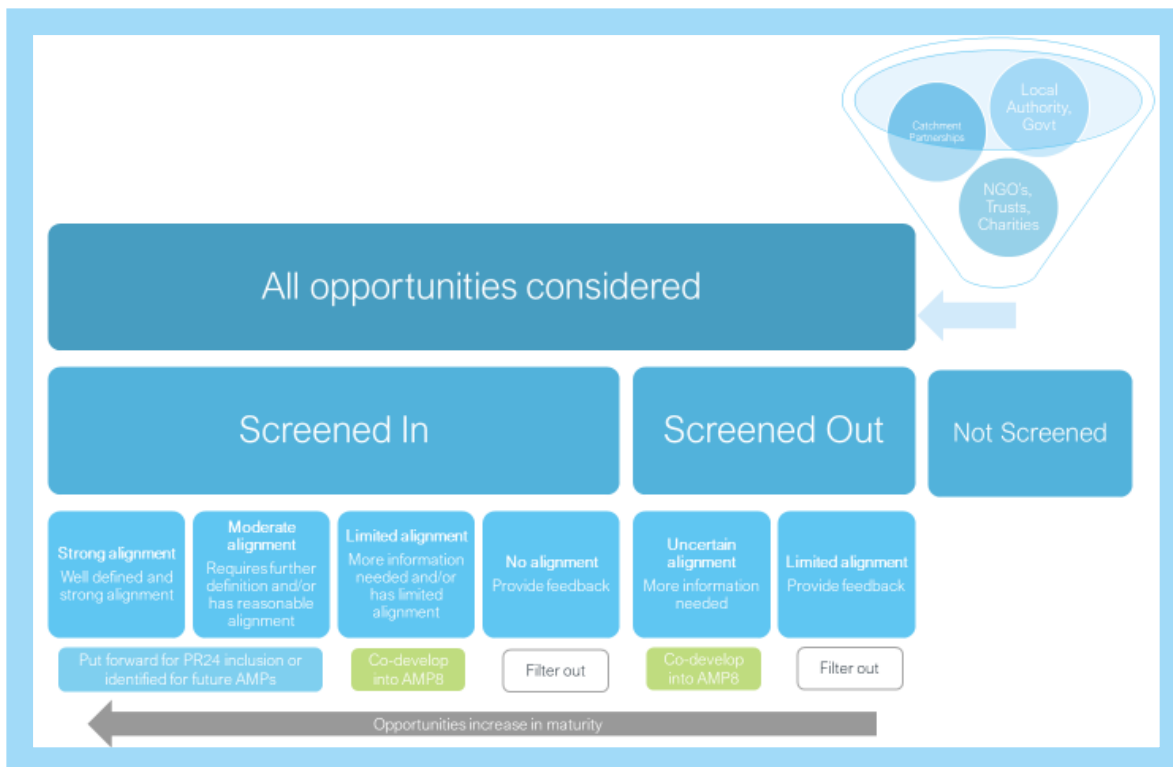 Catchment
Partnerships
Local
Authority,
Govt
NGO's,
Trusts,
Charities
All opportunities considered
Screened In
Screened Out
Not Screened
Strong alignment
Well defined and
strong alignment
Moderate
alignment
Requires further
definition and/or
has reasonable
alignment
Limited alignment
More information
needed and/or
has limited
alignment
No alignment
Provide feedback
Uncertain
alignment
More information
needed
Limited alignment
Provide feedback
Put forward for PR24 inclusion or
identified for future AMPs
Co-develop
into AMP8
Filter out
Co-develop
into AMP8
Filter out
Opportunities increase in maturity